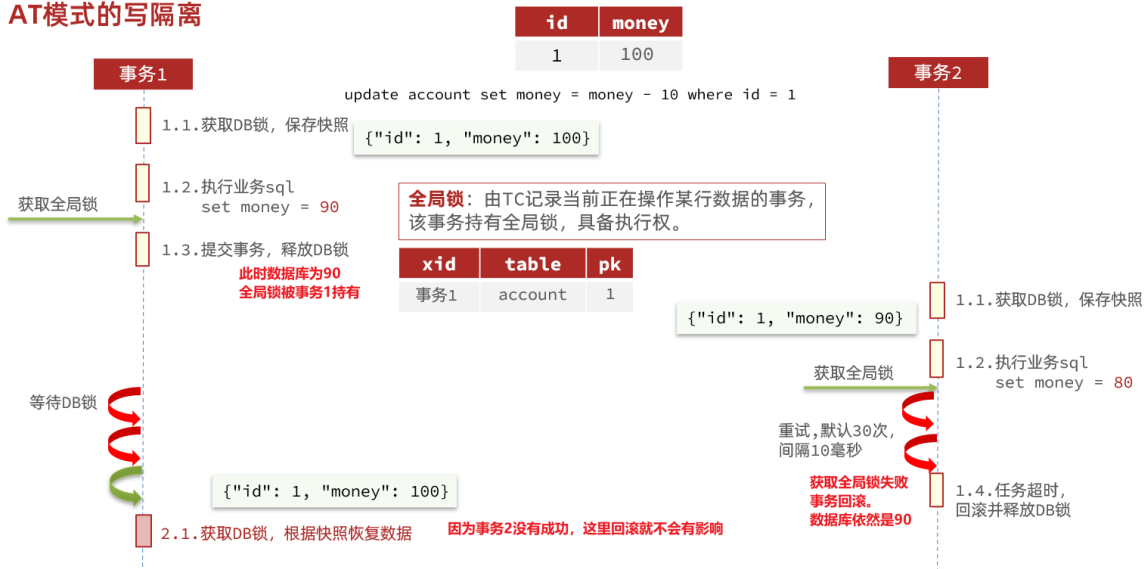 AT模式的写隔离
id money
1 100
事务1
事务2
update account set money = money - 10 where id = 1
1.1.获取DB锁，保存快照
{"id": 1, "money": 100}
1.2.执行业务sql
set money = 90
获取全局锁
全局锁：由TC记录当前正在操作某行数据的事务，
该事务持有全局锁，具备执行权。
1.3.提交事务，释放DB锁
此时数据库为90
全局锁被事务1持有
xid table pk
事务1 account 1
1.1.获取DB锁，保存快照
{"id": 1, "money": 90}
1.2.执行业务sql
set money = 80
获取全局锁
等待DB锁
重试,默认30次，
间隔10毫秒
获取全局锁失败
事务回滚。
数据库依然是90
1.4.任务超时，
回滚并释放DB锁
{"id": 1, "money": 100}
2.1.获取DB锁，根据快照恢复数据
因为事务2没有成功，这里回滚就不会有影响